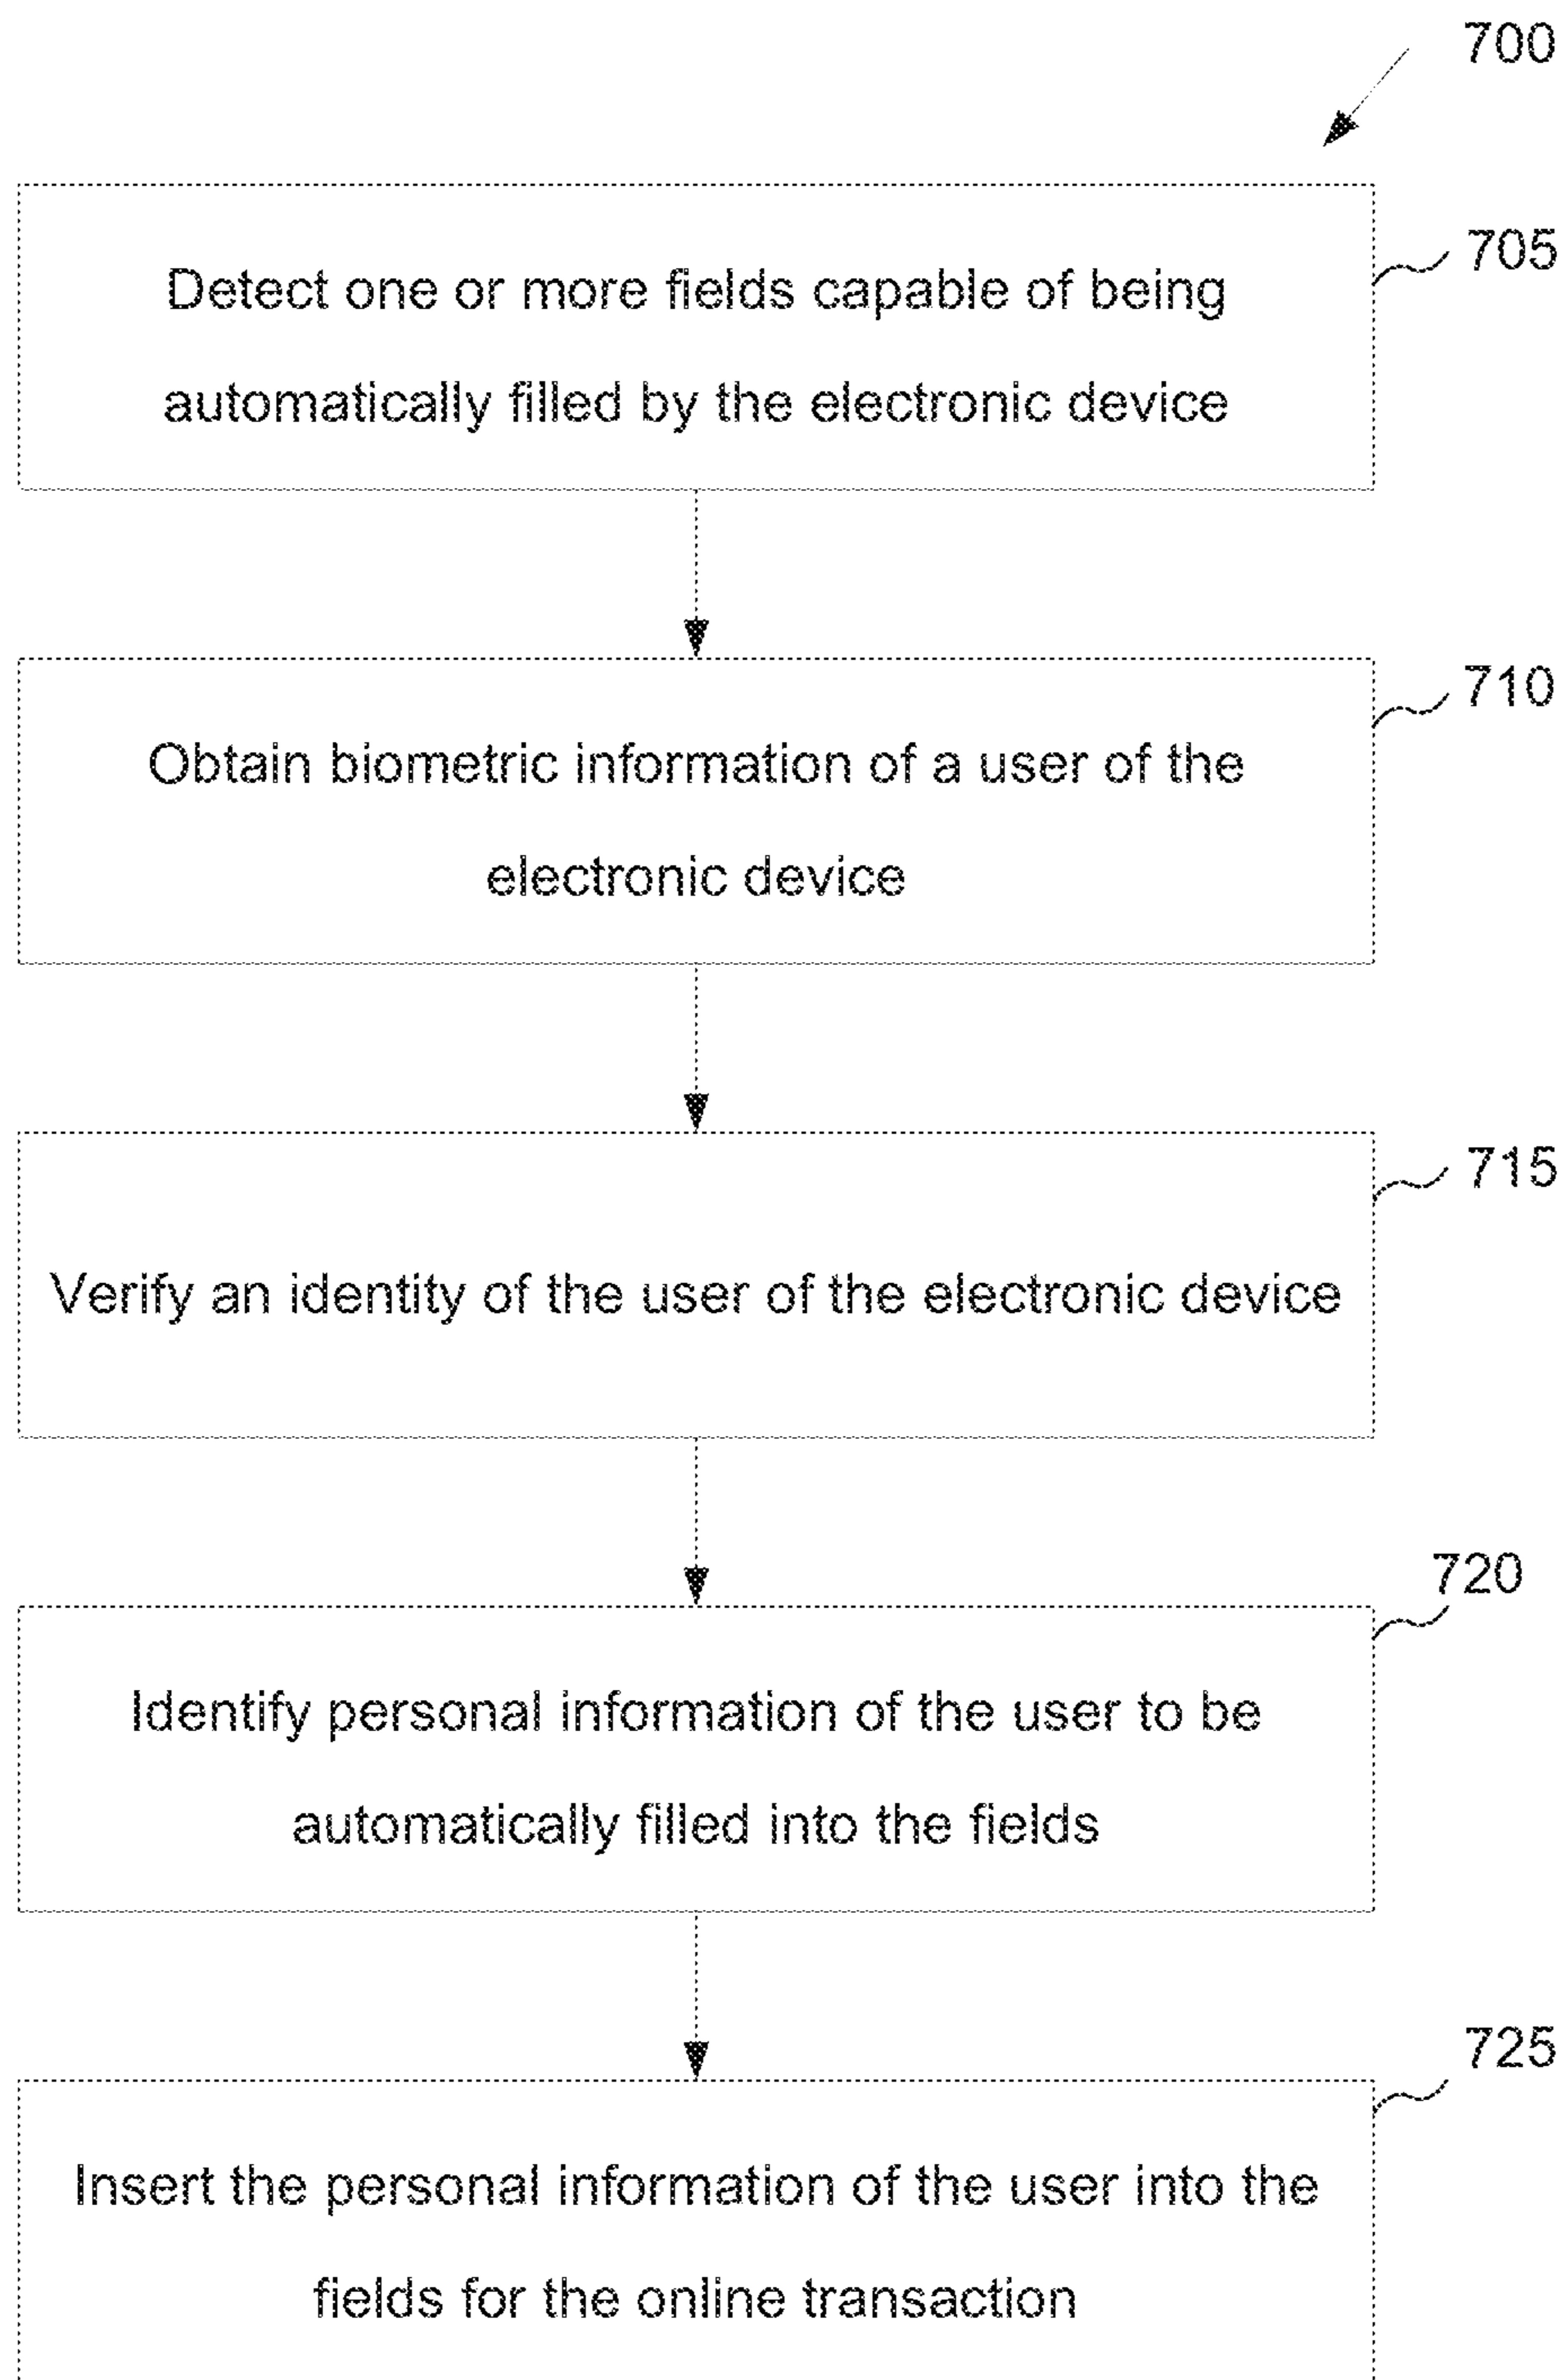 700
Detect one or more fields capable of being
automatically filled by the electronic device
705
Obtain biometric information of a user of the
electronic device
710
Verify an identity of the user of the electronic device
715
Identify personal information of the user to be
automatically filled into the fields
720
Insert the personal information of the user into the
fields for the online transaction
725